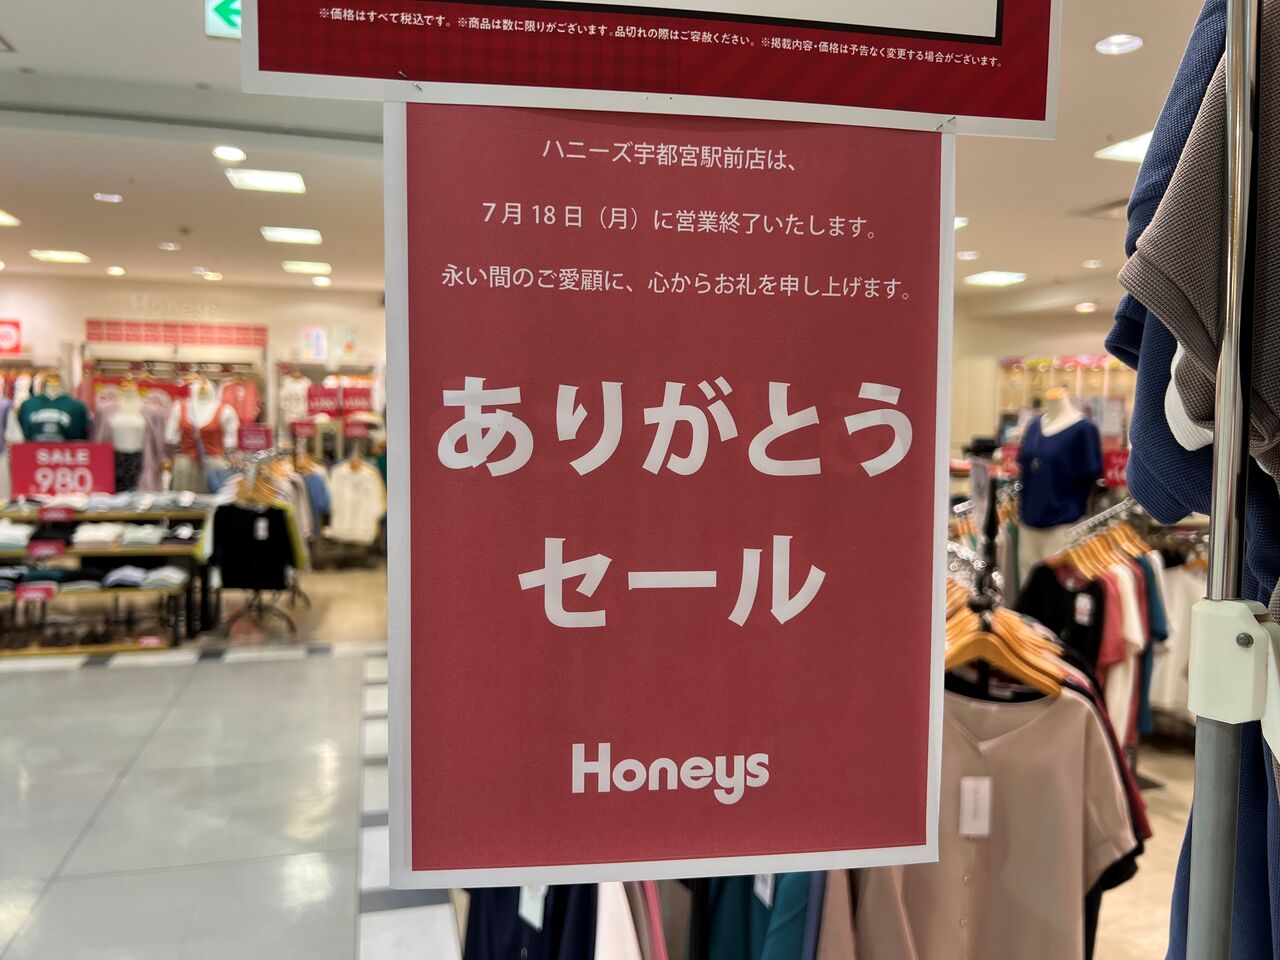 ※価格はすべて税込です。※商品は数に限りがございます。品切れの際はご容赦ください。※掲載内容・価格は予告なく変更する場合がございます。
ハニーズ宇都宮駅前店は、
7月18日（月）に営業終了いたします。
永い間のご愛顧に、心からお礼を申し上げます。
ありがとう
セール
Honeys
Honeys
SALE
980